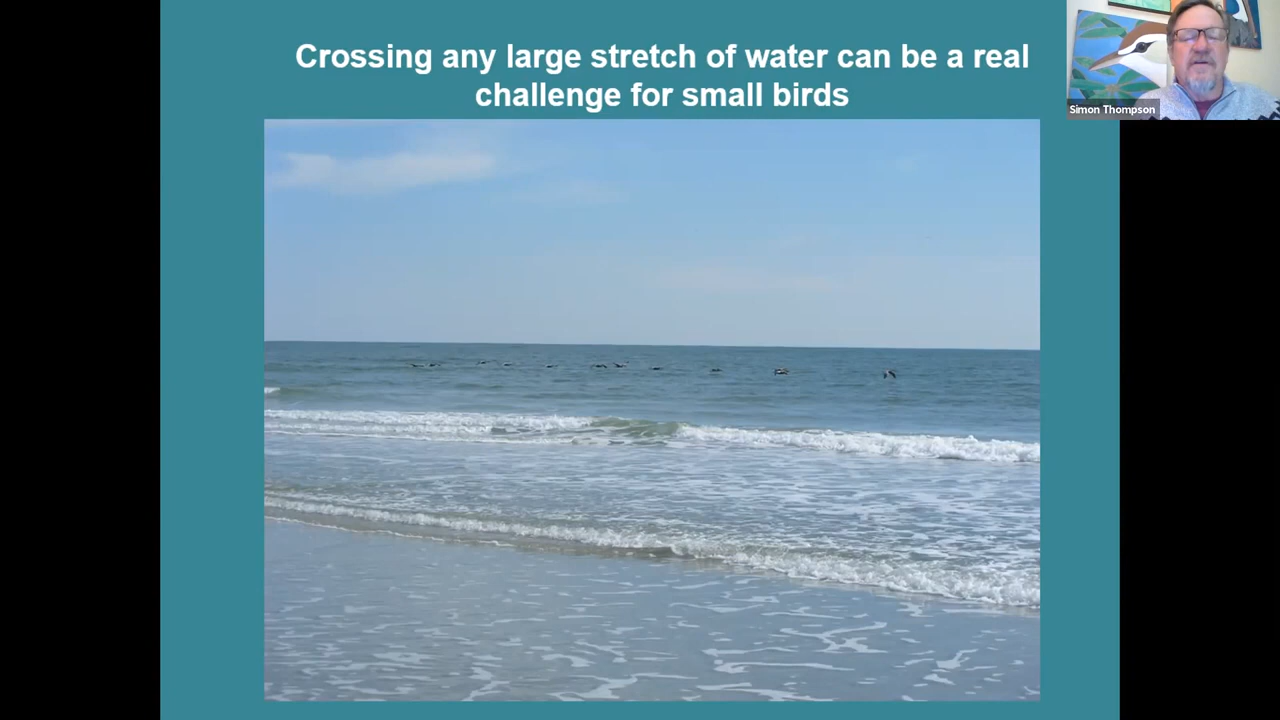 Crossing any large stretch of water can be a real
challenge for small birds
Simon Thompson